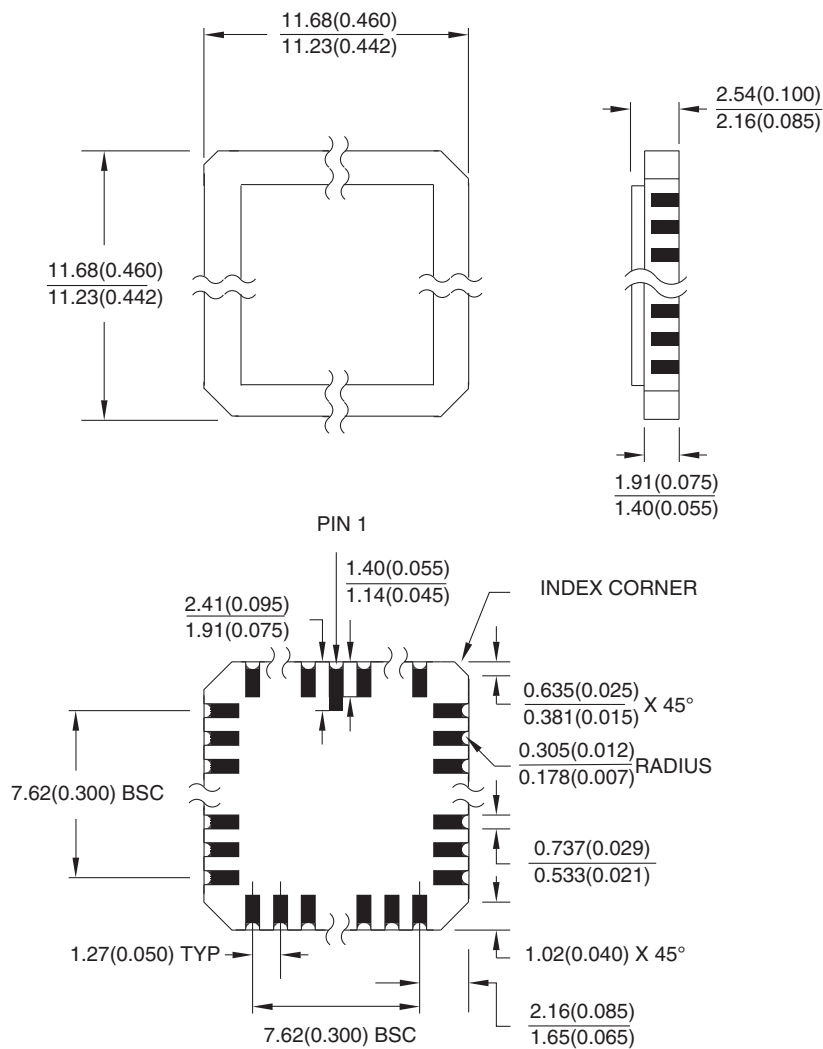 11.68(0.460)
11.23(0.442)
2.54(0.100)
2.16(0.085)
11.68(0.460)
11.23(0.442)
1.91(0.075)
1.40(0.055)
PIN 1
1.40(0.055)
1.14(0.045)
INDEX CORNER
2.41(0.095)
1.91(0.075)
0.635(0.025)
0.381(0.015) X 45°
0.305(0.012)
0.178(0.007) RADIUS
7.62(0.300) BSC
0.737(0.029)
0.533(0.021)
1.27(0.050) TYP
1.02(0.040) X 45°
7.62(0.300) BSC
2.16(0.085)
1.65(0.065)